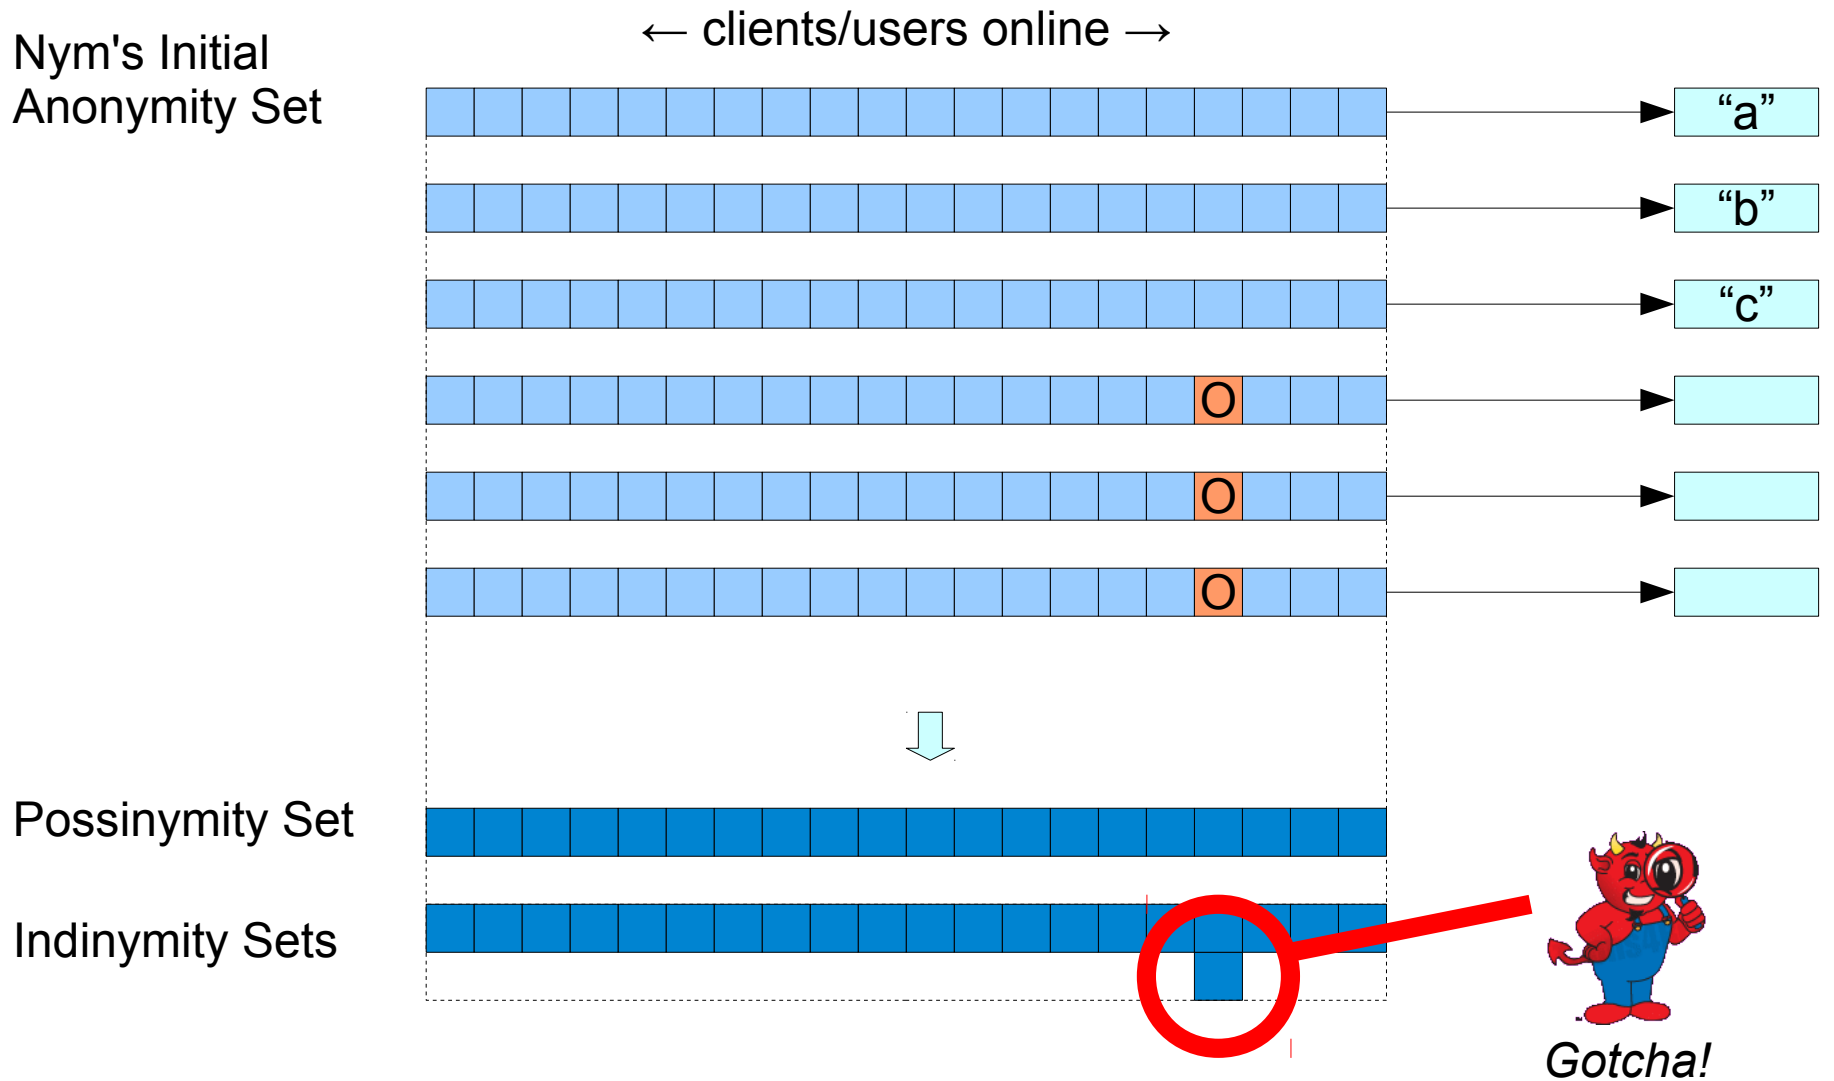 ← clients/users online →
Nym's Initial
Anonymity Set
“a”
“b”
“c”
O
O
O
Possinymity Set
Indinymity Sets
Gotcha!